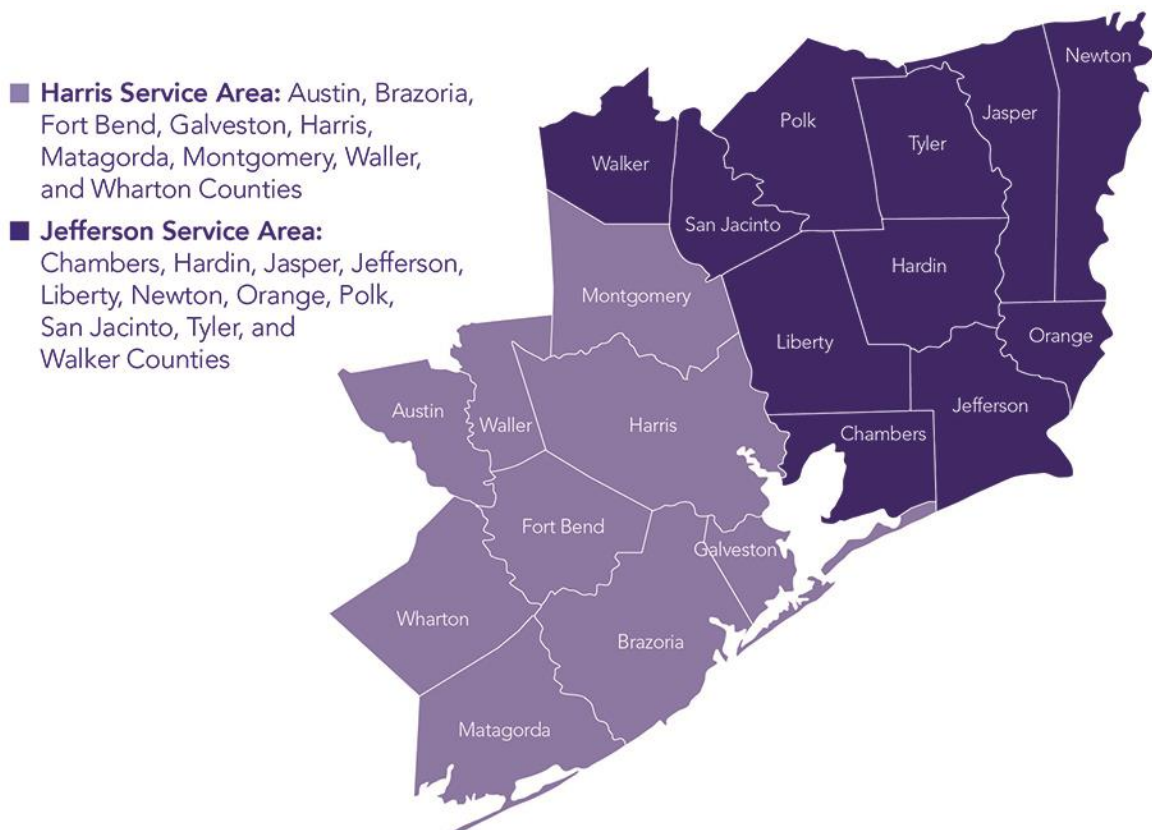 Harris Service Area: Austin, Brazoria,
Fort Bend, Galveston, Harris,
Matagorda, Montgomery, Waller,
and Wharton Counties
Jefferson Service Area:
Chambers, Hardin, Jasper, Jefferson,
Liberty, Newton, Orange, Polk,
San Jacinto, Tyler, and
Walker Counties
Newton
Jasper
Polk
Tyler
Walker
San Jacinto
Hardin
Montgomery
Orange
Liberty
Jefferson
Austin
Waller
Harris
Chambers
Fort Bend
Galveston
Wharton
Brazoria
Matagorda